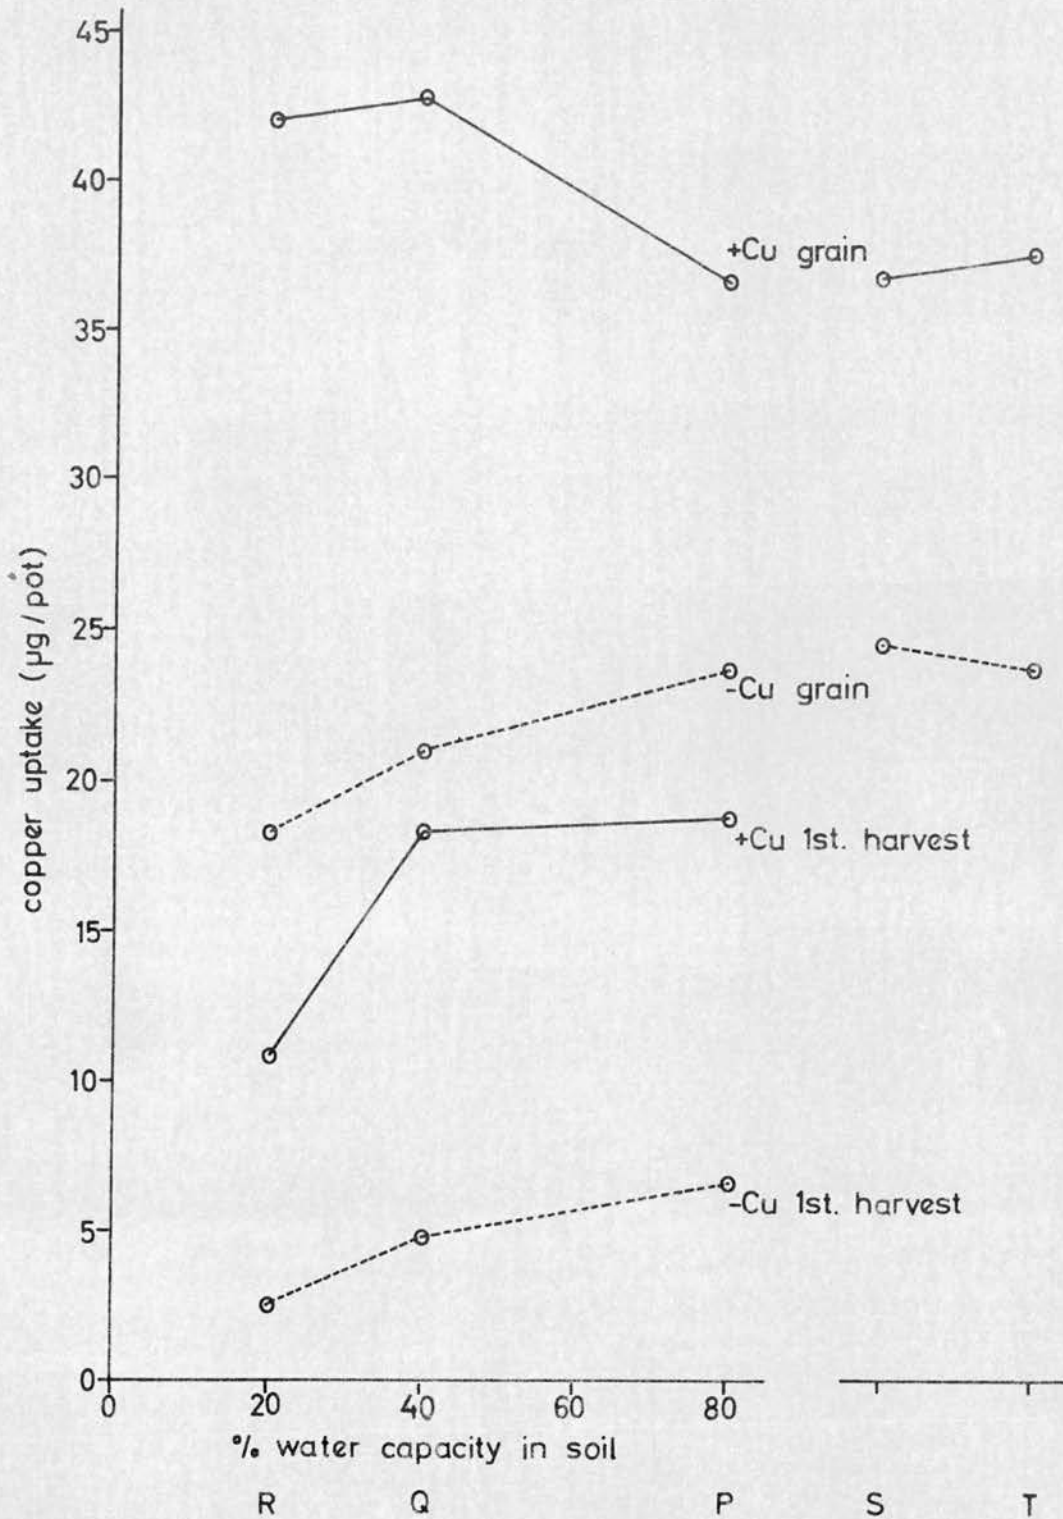 45
40
35
30
25
20
15
10
5
0
copper uptake (µg/pot)
+Cu grain
-Cu grain
+Cu 1st. harvest
-Cu 1st. harvest
0 20 40 60 80
% water capacity in soil
R Q P S T